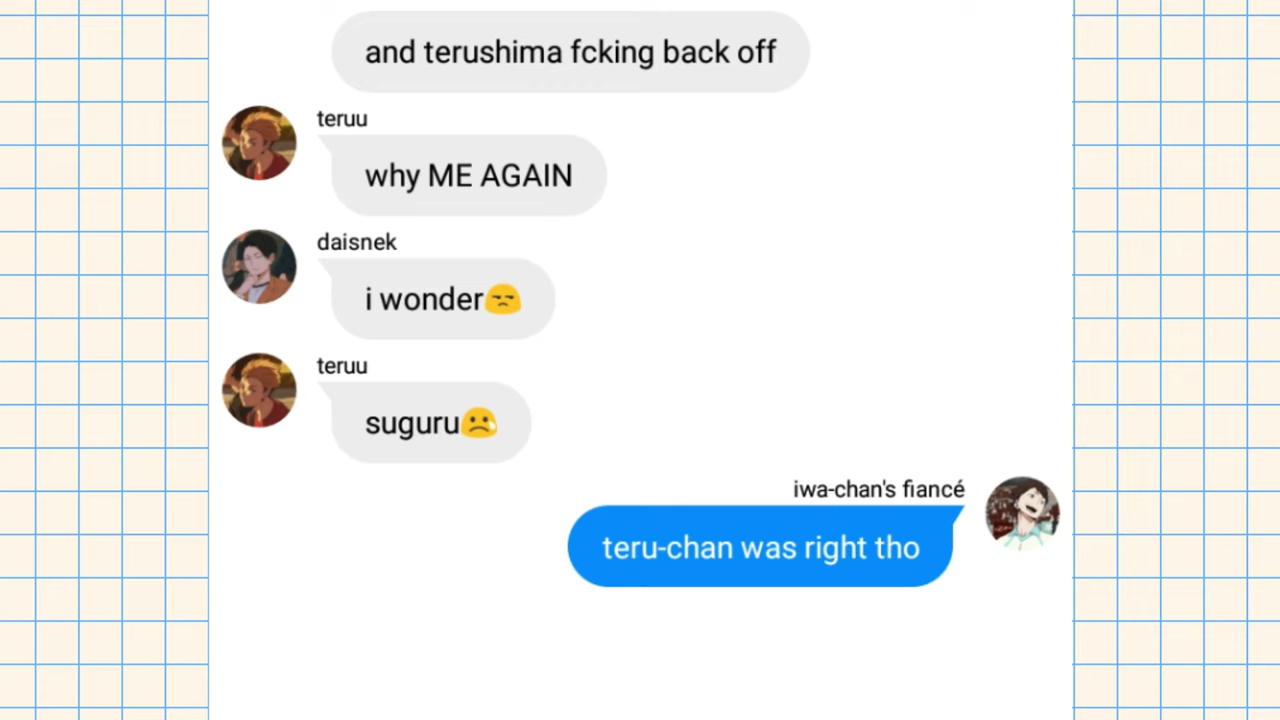 and terushima fcking back off
teruu
why ME AGAIN
daisnek
i wonder😒
teruu
suguru😢
iwa-chan's fiancé
teru-chan was right tho